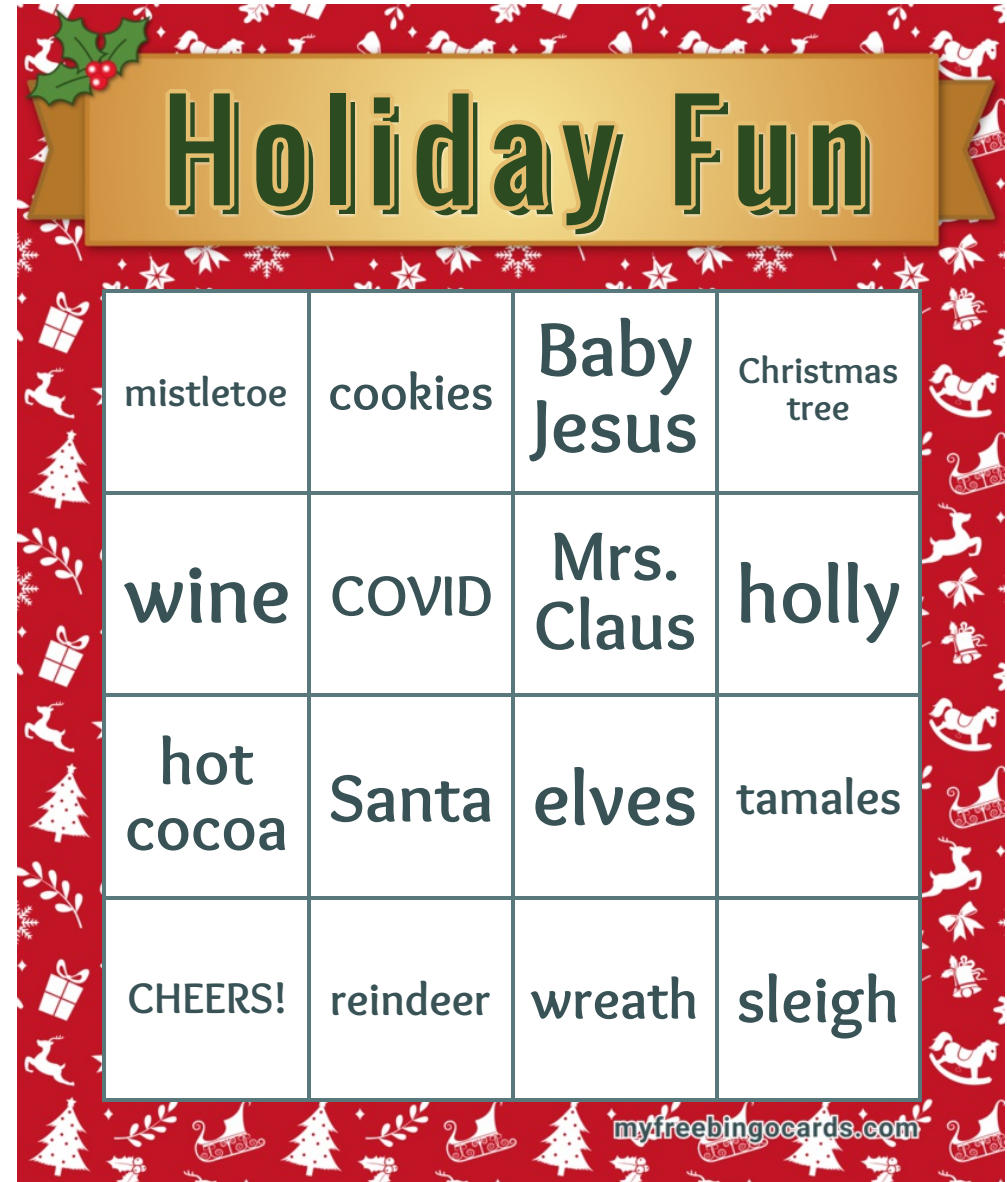 Holiday Fun
mistletoe
cookies
Baby
Jesus
Christmas
tree
wine
COVID
Mrs.
Claus
holly
hot
cocoa
Santa
elves
tamales
CHEERS!
reindeer
wreath
sleigh
myfreebingocards.com